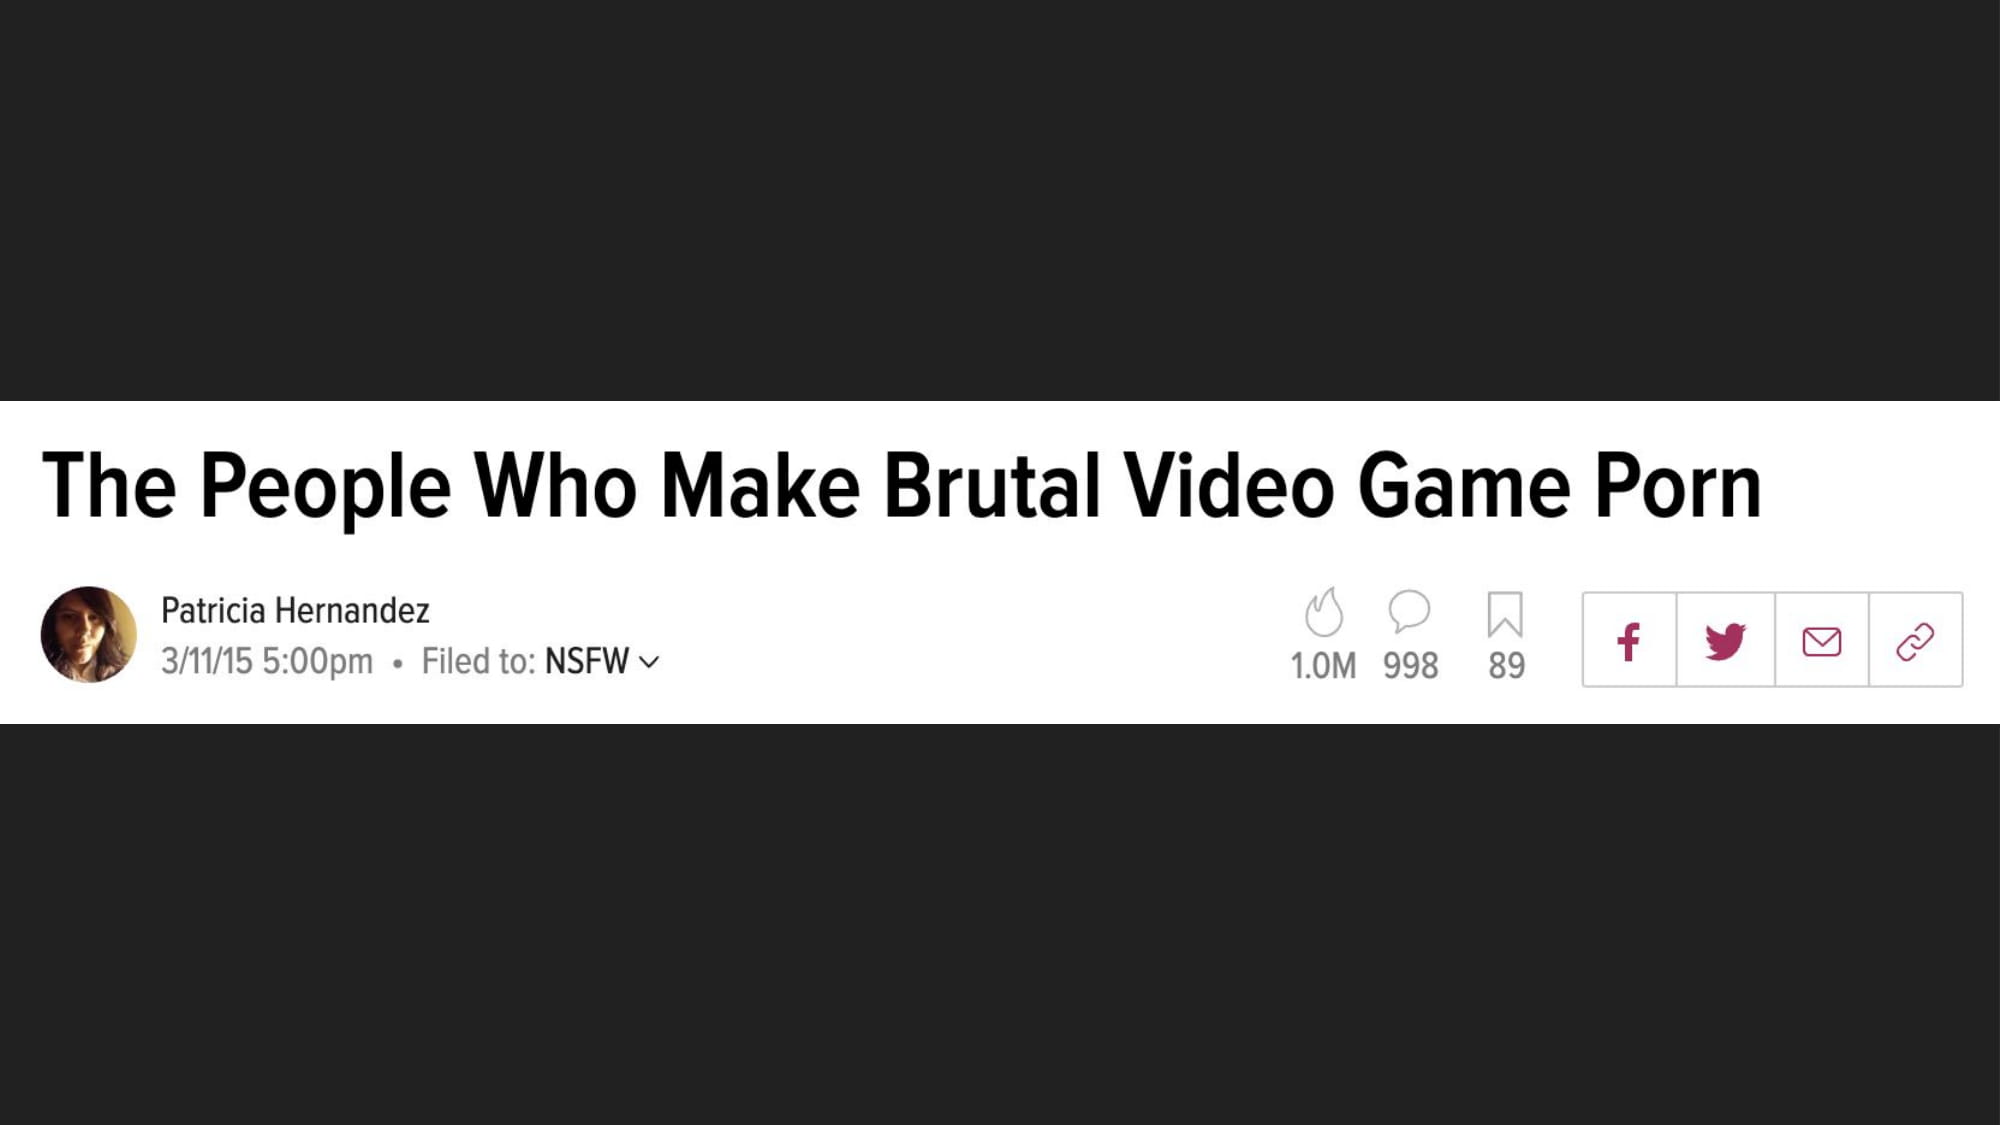 The People Who Make Brutal Video Game Porn
Patricia Hernandez
3/11/15 5:00pm • Filed to: NSFW
1.0M 998 89